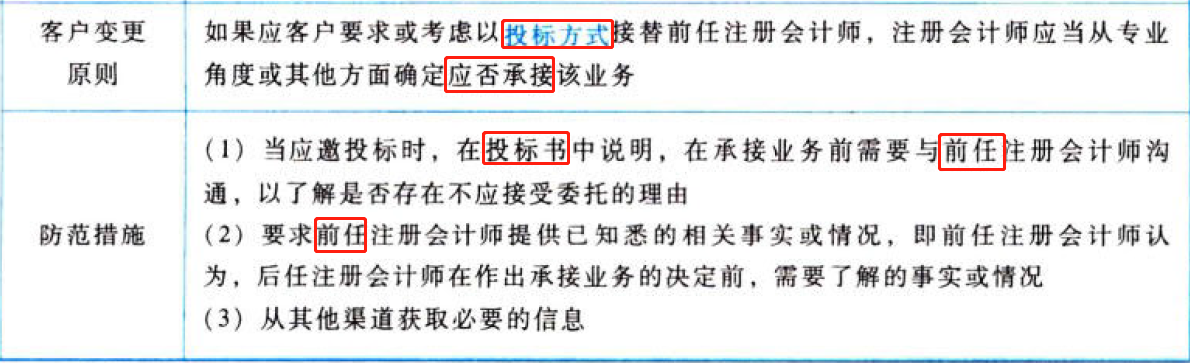 客户变更
原则
如果应客户要求或考虑以投标方式接替前任注册会计师，注册会计师应当从专业
角度或其他方面确定应否承接该业务
防范措施
(1) 当应邀投标时，在投标书中说明，在承接业务前需要与前任注册会计师沟
通，以了解是否存在不应接受委托的理由
(2) 要求前任注册会计师提供已知悉的相关事实或情况，即前任注册会计师认
为，后任注册会计师在作出承接业务的决定前，需要了解的事实或情况
(3) 从其他渠道获取必要的信息